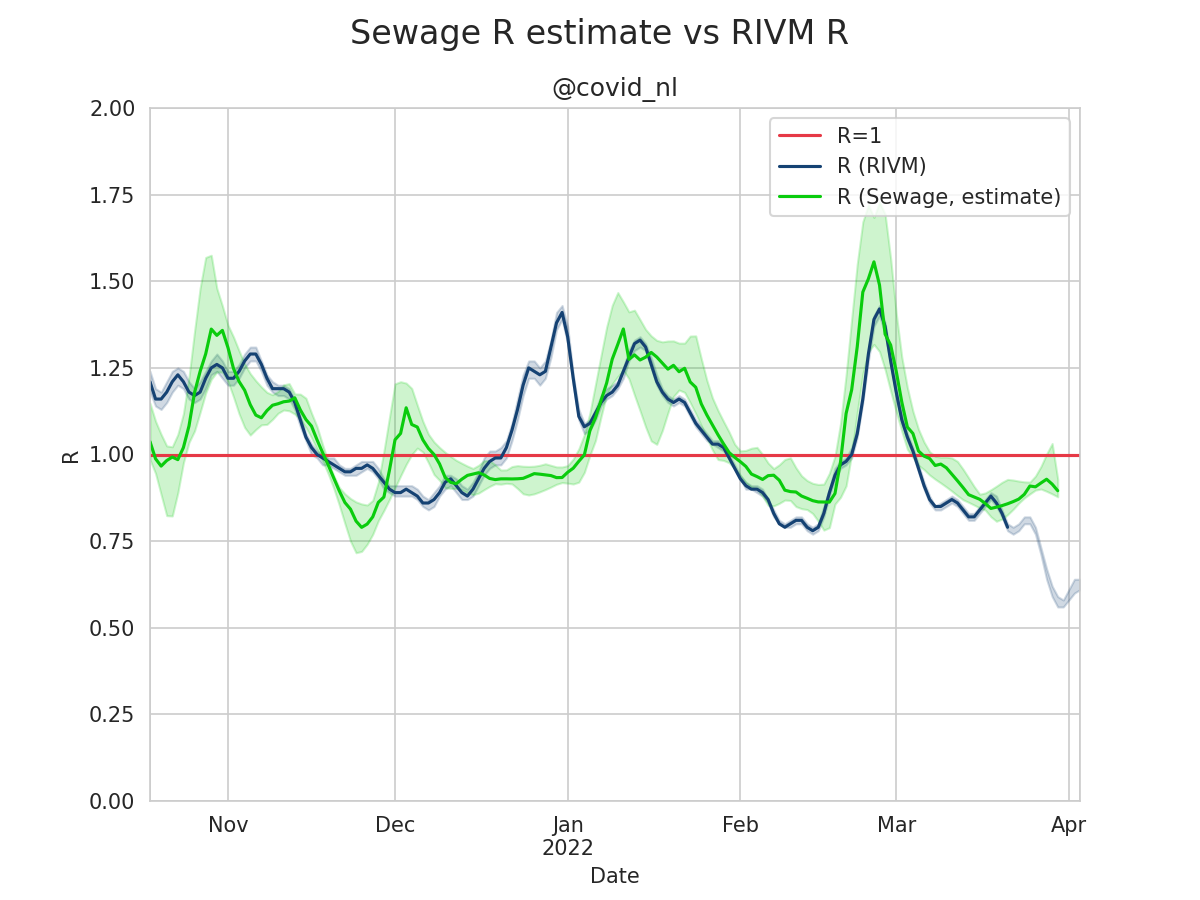 Sewage R estimate vs RIVM R
@covid_nl
2.00
1.75
1.50
1.25
1.00
0.75
0.50
0.25
0.00
R
R=1
R (RIVM)
R (Sewage, estimate)
Nov Dec Jan Feb Mar Apr
2022
Date